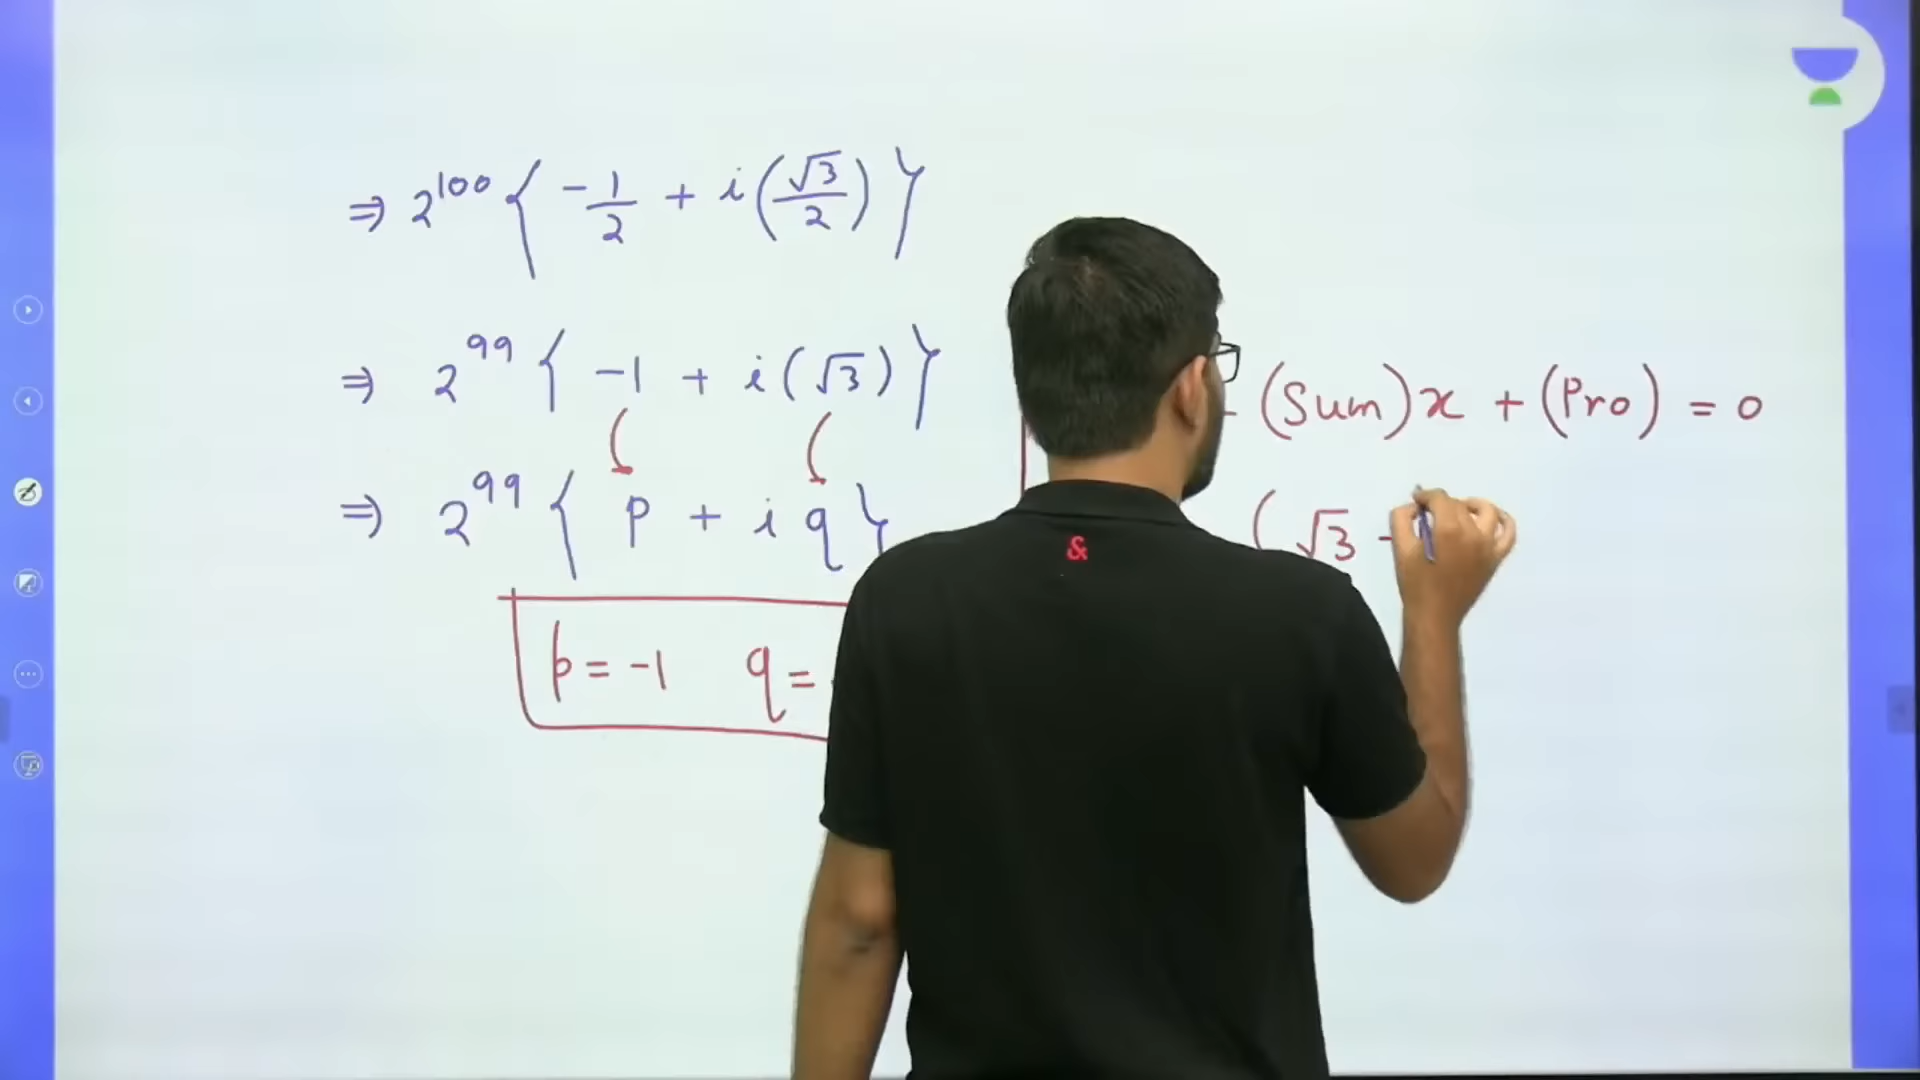 ⇒ 2^100 { -1/2 + i(√3/2) }
⇒ 2^99 { -1 + i(√3) }
⇒ 2^99 { p + i q }
p = -1 q =
- (Sum)x + (Pro) = 0
( √3 -
&